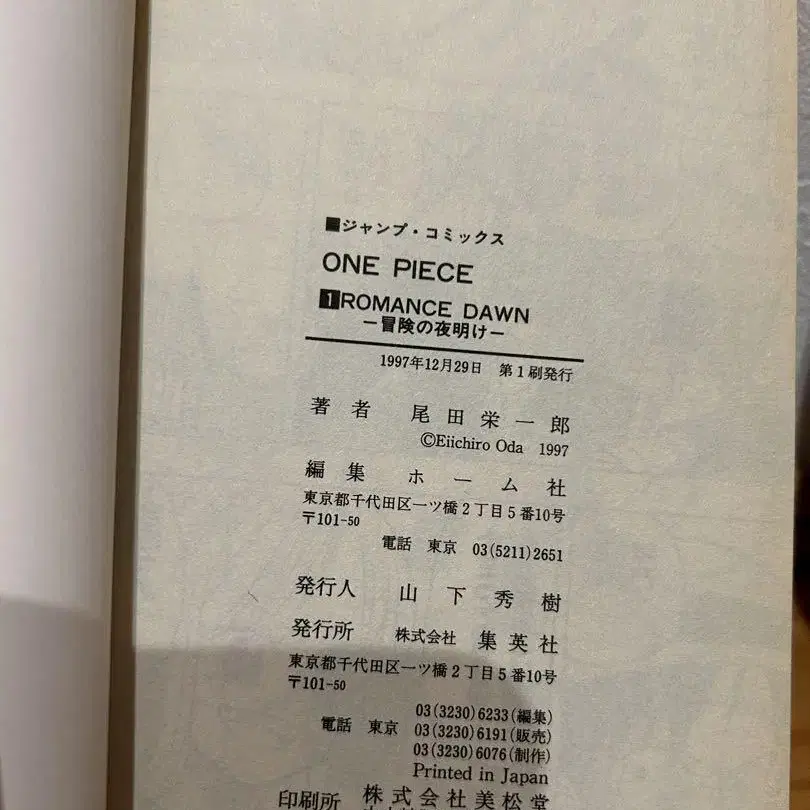 ■ジャンプ・コミックス
ONE PIECE
1 ROMANCE DAWN
―冒険の夜明け―
1997年12月29日 第1刷発行
著者 尾田栄一郎
©Eiichiro Oda 1997
編集 ホーム社
東京都千代田区一ツ橋2丁目5番10号
〒101-50
電話 東京 03(5211)2651
発行人 山下秀樹
発行所 株式会社 集英社
東京都千代田区一ツ橋2丁目5番10号
〒101-50
03(3230)6233(編集)
電話 東京 03(3230)6191(販売)
03(3230)6076(制作)
Printed in Japan
印刷所 株式会社美松堂